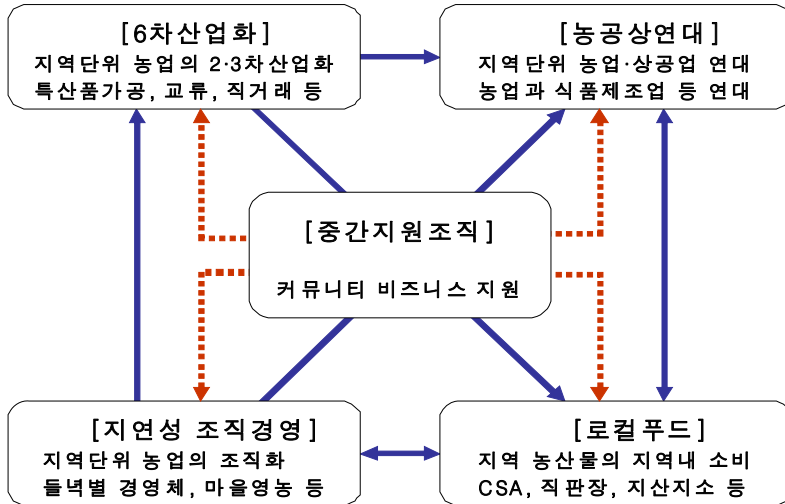 [6차산업화]
지역단위 농업의 2·3차산업화
특산품가공, 교류, 직거래 등
[농공상연대]
지역단위 농업·상공업 연대
농업과 식품제조업 등 연대
[중간지원조직]
커뮤니티 비즈니스 지원
[지연성 조직경영]
지역단위 농업의 조직화
들녘별 경영체, 마을영농 등
[로컬푸드]
지역 농산물의 지역내 소비
CSA, 직판장, 지산지소 등